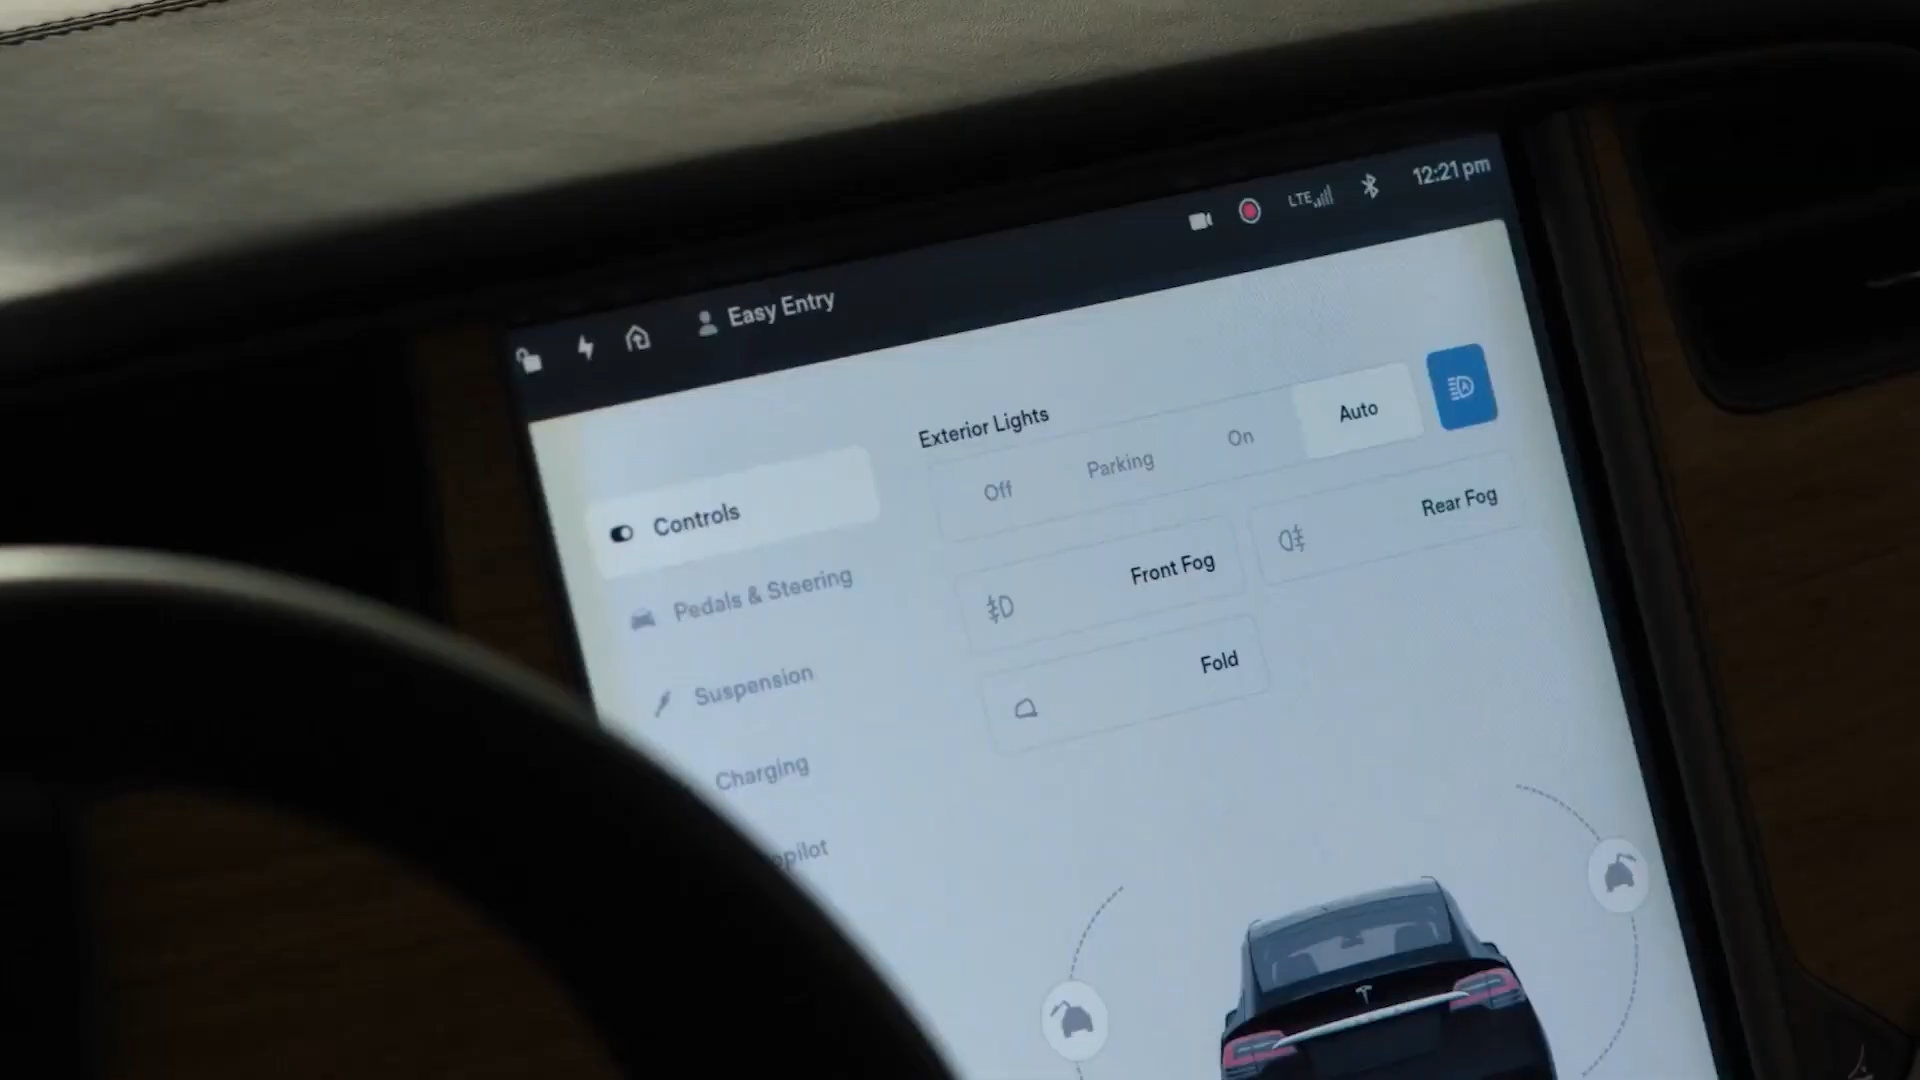 12:21 pm
LTE
Easy Entry
Exterior Lights
Off
Parking
On
Auto
Controls
Front Fog
Rear Fog
Pedals & Steering
Fold
Suspension
Charging
opilot